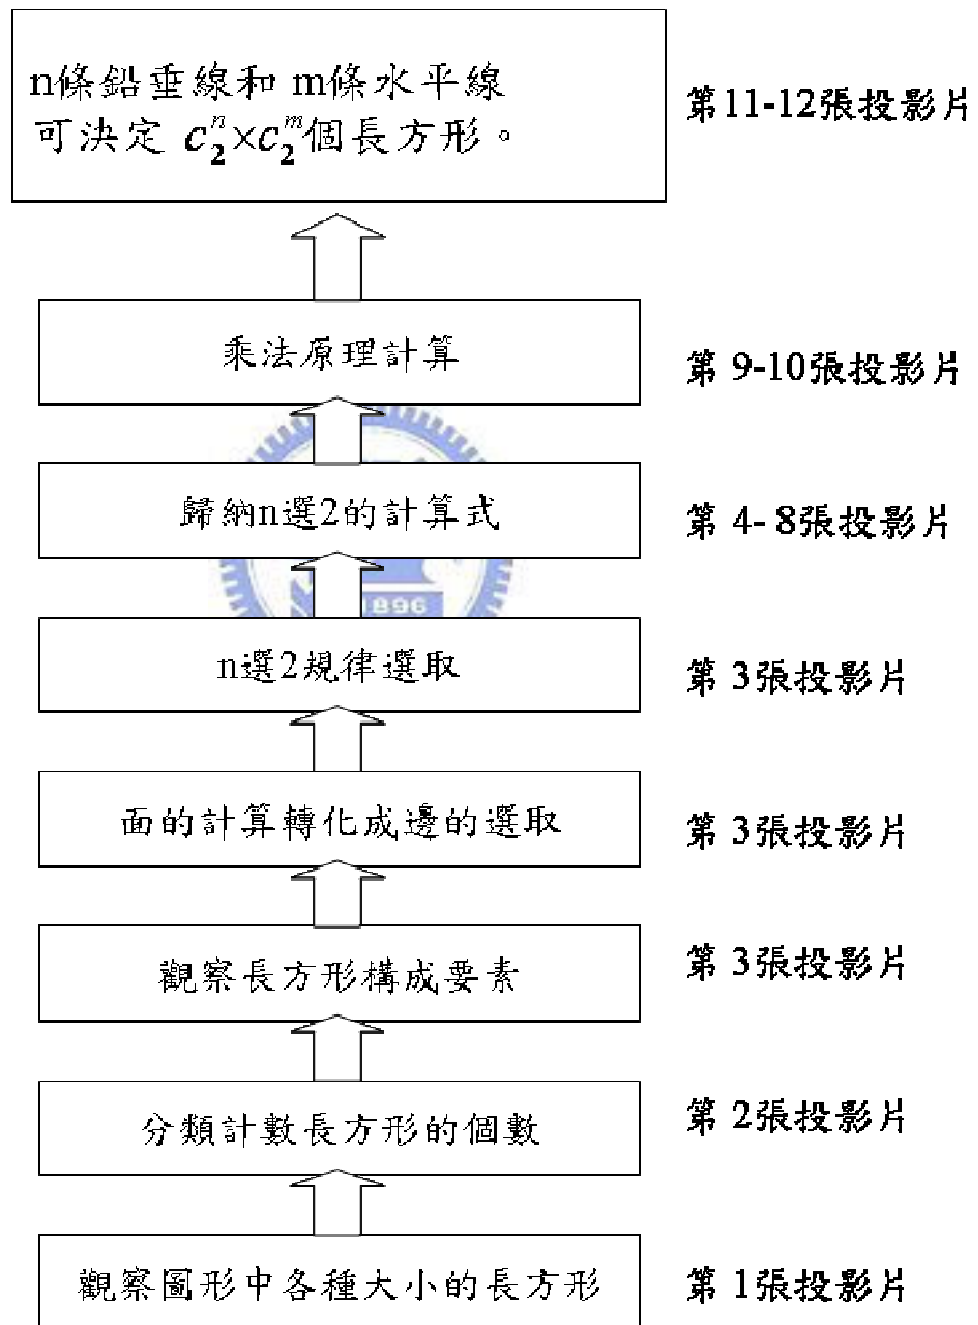 n條鉛垂線和 m條水平線
可決定 c₂ⁿ×c₂ᵐ個長方形。
第11-12張投影片
乘法原理計算
第 9-10張投影片
歸納n選2的計算式
第 4- 8張投影片
1896
n選2規律選取
第 3張投影片
面的計算轉化成邊的選取
第 3張投影片
觀察長方形構成要素
第 3張投影片
分類計數長方形的個數
第 2張投影片
觀察圖形中各種大小的長方形
第 1張投影片